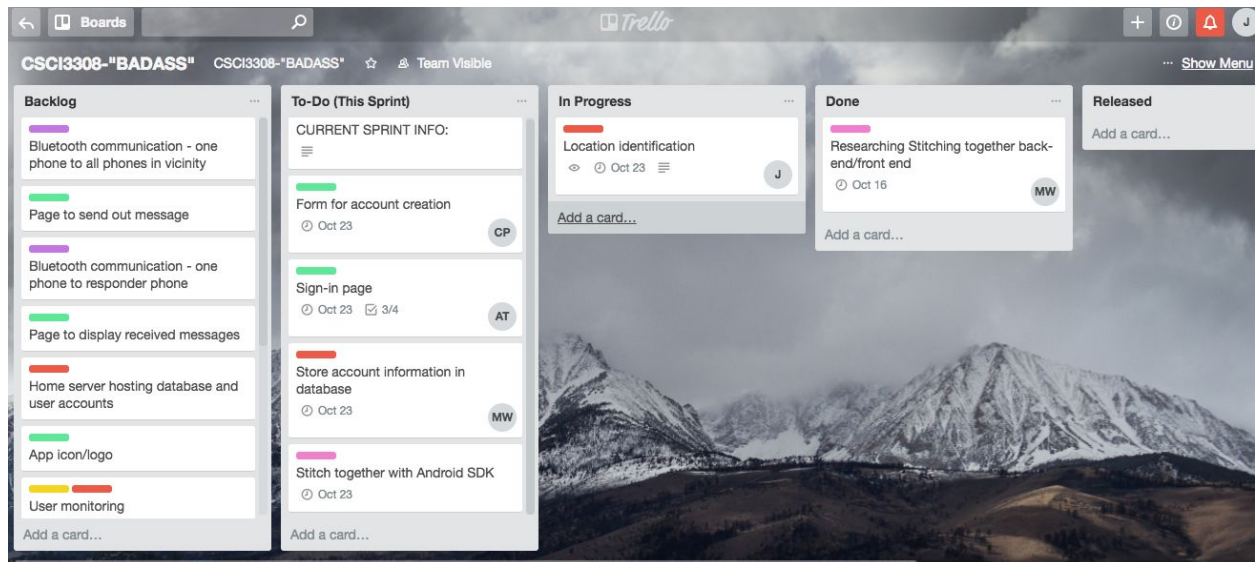 Boards
Trello
J
CSCI3308-"BADASS"
CSCI3308-"BADASS"
Team Visible
Show Menu
Backlog
Bluetooth communication - one
phone to all phones in vicinity
Page to send out message
Bluetooth communication - one
phone to responder phone
Page to display received messages
Home server hosting database and
user accounts
App icon/logo
User monitoring
Add a card...
To-Do (This Sprint)
CURRENT SPRINT INFO:
Form for account creation
Oct 23
CP
Sign-in page
Oct 23 3/4
AT
Store account information in
database
Oct 23
MW
Stitch together with Android SDK
Oct 23
Add a card...
In Progress
Location identification
Oct 23
J
Add a card...
Done
Researching Stitching together back-
end/front end
Oct 16
MW
Add a card...
Released
Add a card...